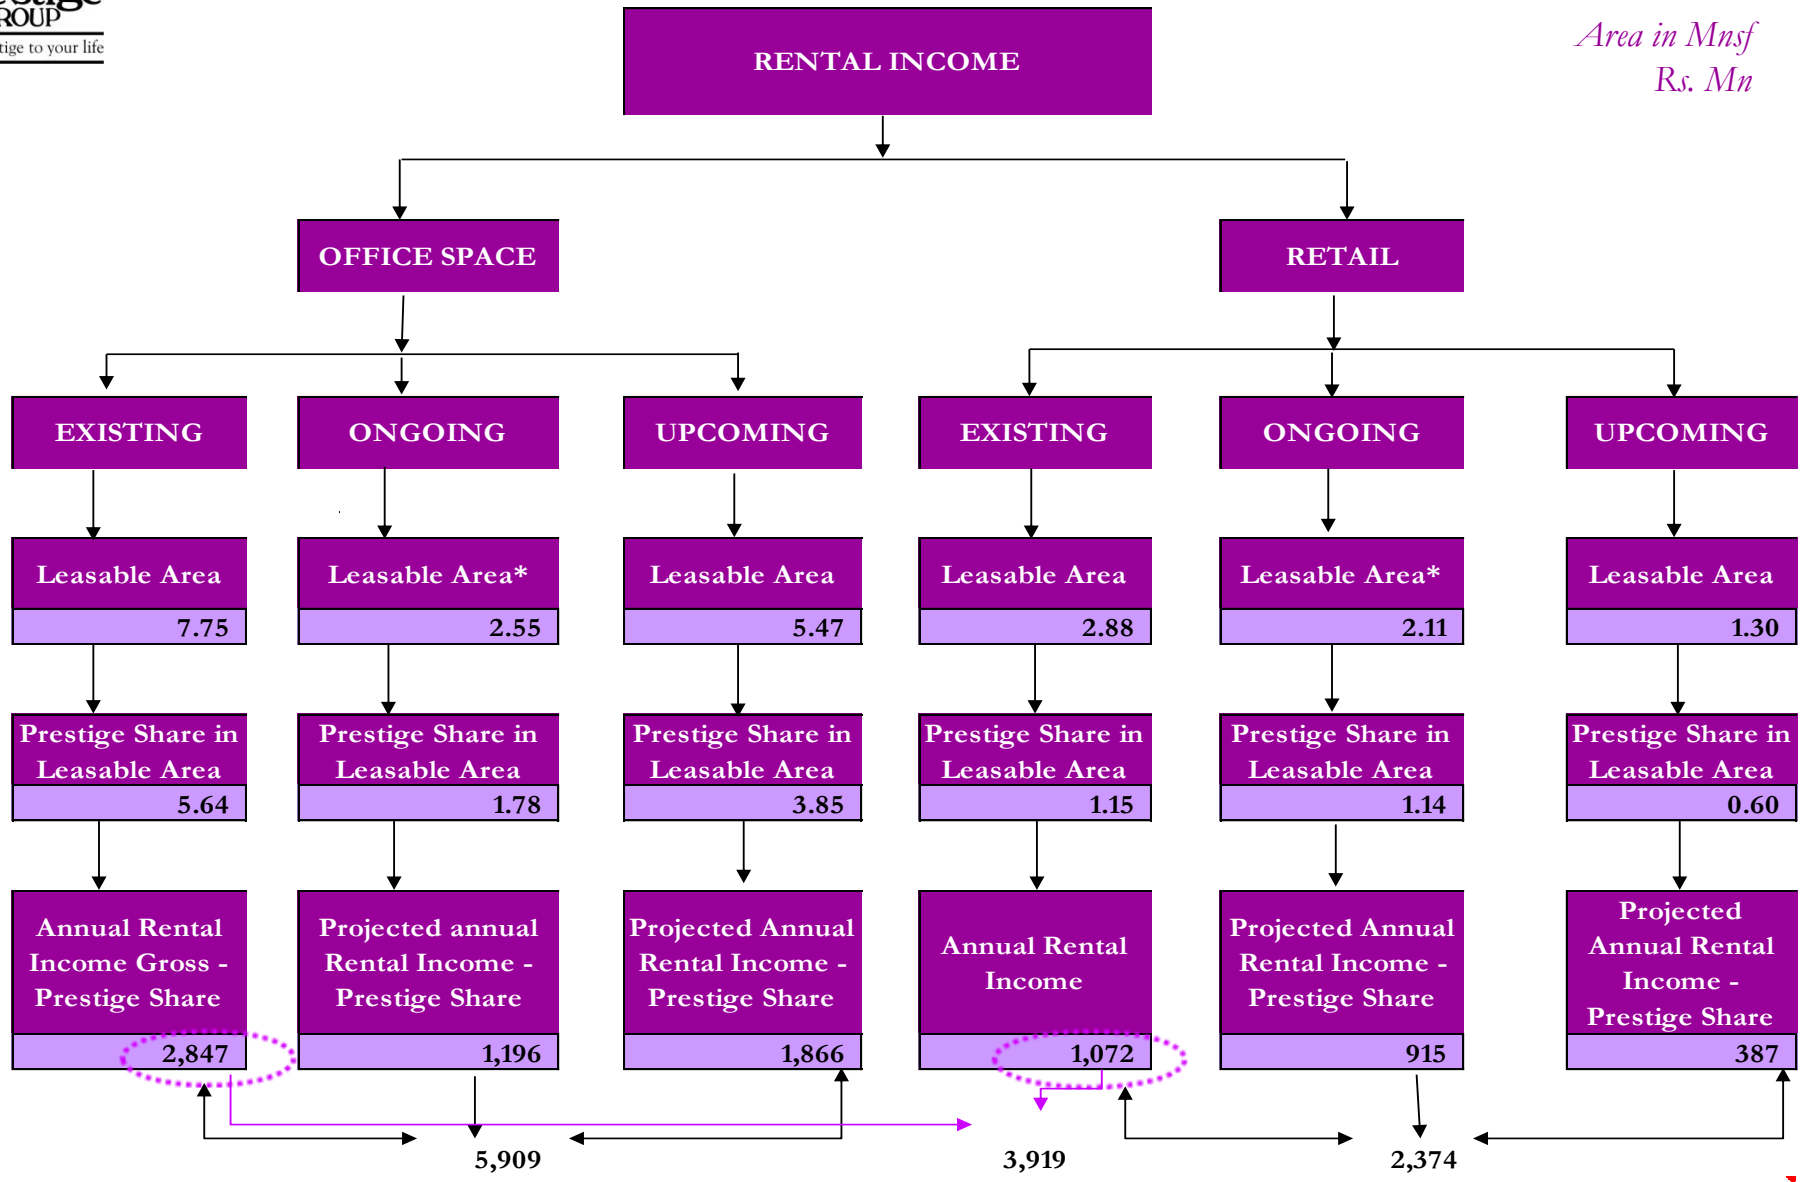 GROUP
to your life
Area in Mnsf
Rs. Mn
RENTAL INCOME
OFFICE SPACE
RETAIL
EXISTING
ONGOING
UPCOMING
EXISTING
ONGOING
UPCOMING
Leasable Area
7.75
Leasable Area*
2.55
Leasable Area
5.47
Leasable Area
2.88
Leasable Area*
2.11
Leasable Area
1.30
Prestige Share in
Leasable Area
5.64
Prestige Share in
Leasable Area
1.78
Prestige Share in
Leasable Area
3.85
Prestige Share in
Leasable Area
1.15
Prestige Share in
Leasable Area
1.14
Prestige Share in
Leasable Area
0.60
Annual Rental
Income Gross -
Prestige Share
2,847
Projected annual
Rental Income -
Prestige Share
1,196
Projected Annual
Rental Income -
Prestige Share
1,866
Annual Rental
Income
1,072
Projected Annual
Rental Income -
Prestige Share
915
Projected
Annual Rental
Income -
Prestige Share
387
5,909
3,919
2,374